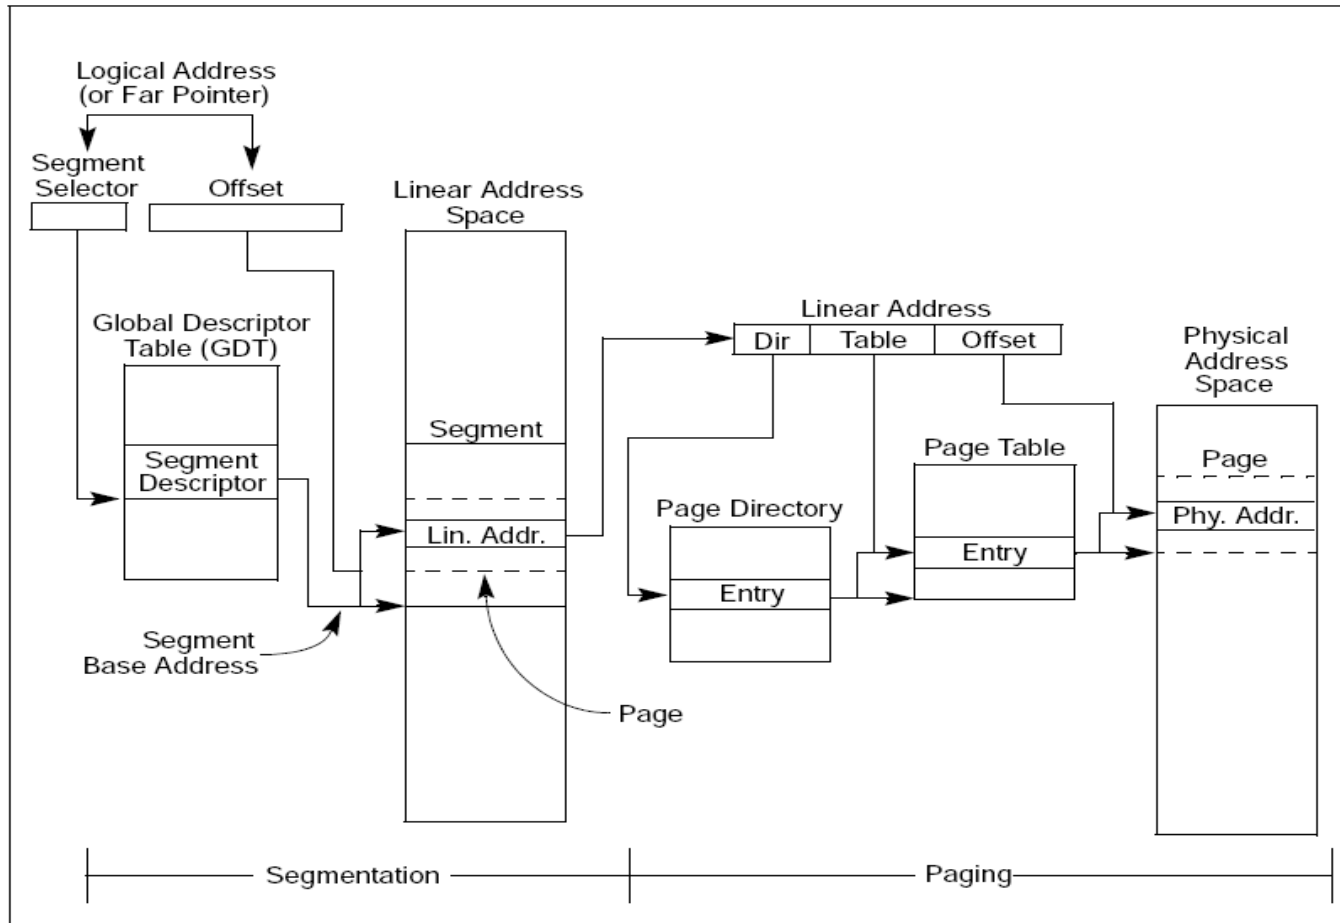 Logical Address
(or Far Pointer)
Segment
Selector
Offset
Linear Address
Space
Global Descriptor
Table (GDT)
Segment
Descriptor
Segment
Base Address
Segment
Lin. Addr.
Page
Linear Address
Dir
Table
Offset
Page Directory
Entry
Page Table
Entry
Physical
Address
Space
Page
Phy. Addr.
Segmentation
Paging